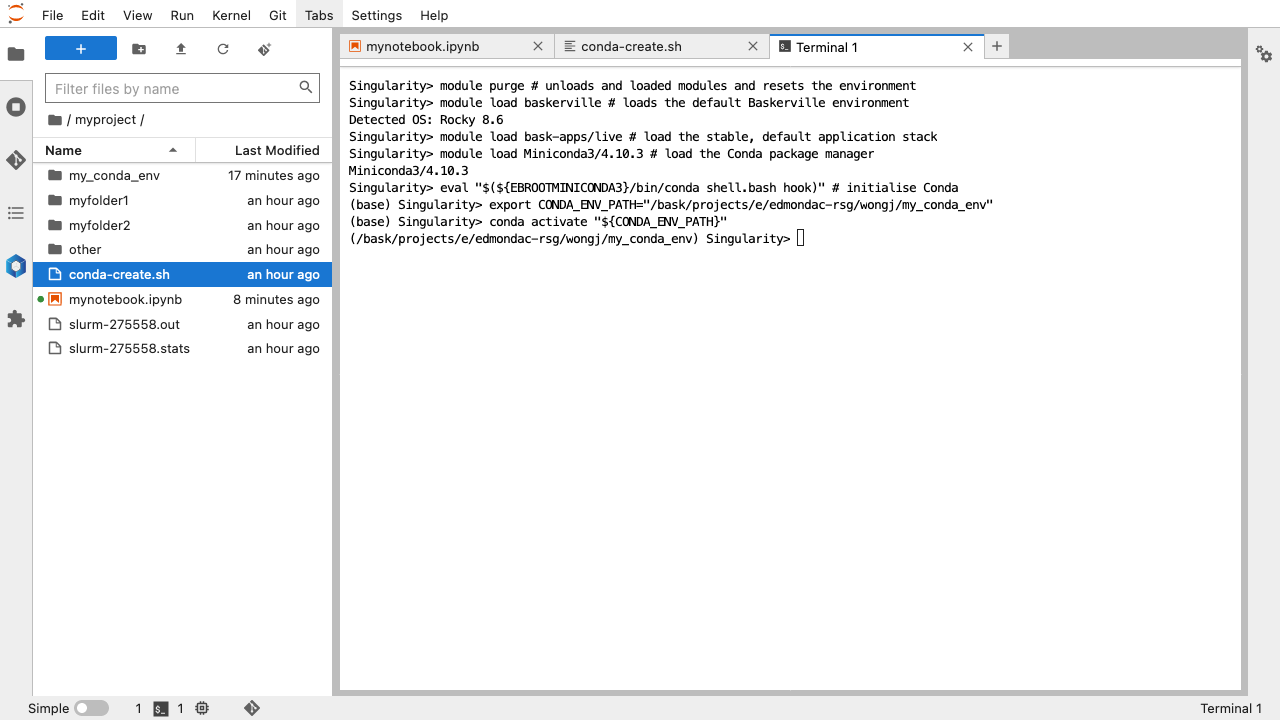 File Edit View Run Kernel Git Tabs Settings Help
+
Filter files by name
/ myproject /
Name Last Modified
my_conda_env 17 minutes ago
myfolder1 an hour ago
myfolder2 an hour ago
other an hour ago
conda-create.sh an hour ago
mynotebook.ipynb 8 minutes ago
slurm-275558.out an hour ago
slurm-275558.stats an hour ago
mynotebook.ipynb conda-create.sh Terminal 1
Singularity> module purge # unloads and loaded modules and resets the environment
Singularity> module load baskerville # loads the default Baskerville environment
Detected OS: Rocky 8.6
Singularity> module load bask-apps/live # load the stable, default application stack
Singularity> module load Miniconda3/4.10.3 # load the Conda package manager
Miniconda3/4.10.3
Singularity> eval "$(${EBROOTMINICONDA3}/bin/conda shell.bash hook)" # initialise Conda
(base) Singularity> export CONDA_ENV_PATH="/bask/projects/e/edmondac-rsg/wongj/my_conda_env"
(base) Singularity> conda activate "${CONDA_ENV_PATH}"
(/bask/projects/e/edmondac-rsg/wongj/my_conda_env) Singularity>
Simple 1 $_ 1 Terminal 1